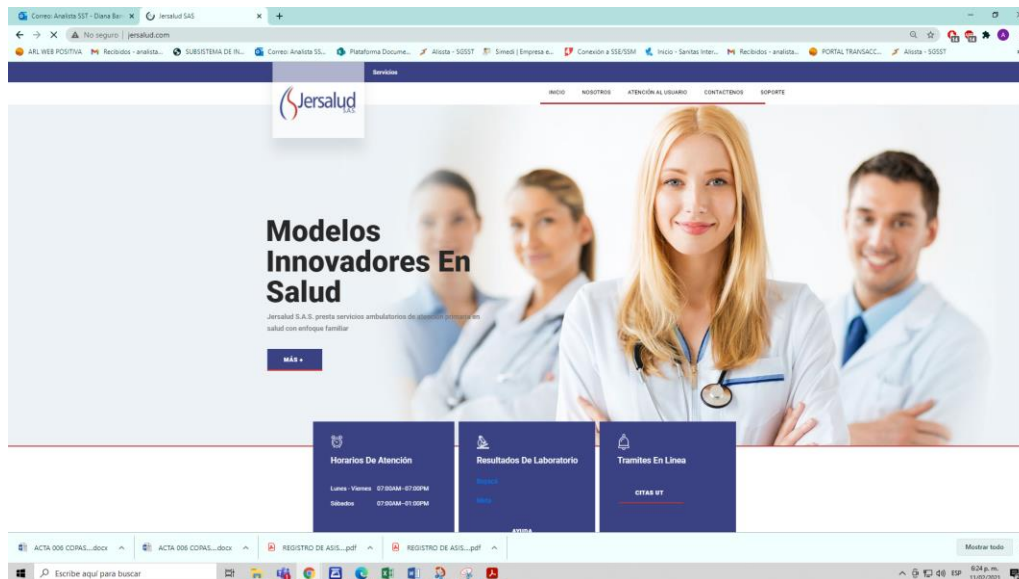 Correo: Analista SST - Diana Bar
Jersalud SAS
No seguro | jersalud.com
ARL WEB POSITIVA
Recibidos - analista...
SUBSISTEMA DE IN...
Correo: Analista SS...
Plataforma Docume...
Alissta - SGSST
Simedi | Empresa e...
Conexión a SSE/SSM
Inicio - Sanitas Inter...
Recibidos - analista...
PORTAL TRANSACC...
Alissta - SGSST
Servicios
Jersalud
S.A.S.
INICIO NOSOTROS ATENCIÓN AL USUARIO CONTACTENOS SOPORTE
Modelos
Innovadores En
Salud
Jersalud S.A.S. presta servicios ambulatorios de atención primaria en
salud con enfoque familiar
MÁS +
Horarios De Atención
Lunes - Viernes 07:00AM–07:00PM
Sábados 07:00AM–01:00PM
Resultados De Laboratorio
AYUDA
Tramites En Linea
CITAS UT
ACTA 006 COPAS....docx
ACTA 006 COPAS....docx
REGISTRO DE ASIS....pdf
REGISTRO DE ASIS....pdf
Mostrar todo
Escribe aquí para buscar
ESP
6:24 p. m.
11/02/2021